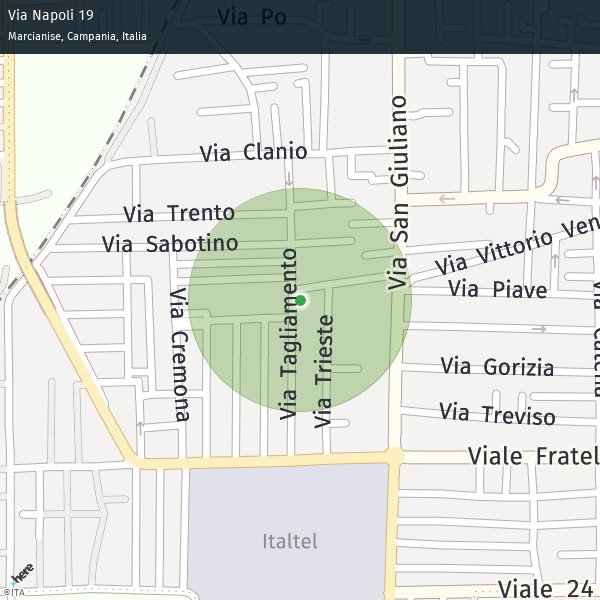 Via Napoli 19
Via Po
Marcianise, Campania, Italia
Via San Giuliano
Via Clanio
Via Trento
Via Sabotino
Via Vittorio Ven
Via Tagliamento
Via Piave
Via Cremona
Via Trieste
Via Gorizia
Via Treviso
Viale Fratel
Italtel
here
©ITA
Viale 24